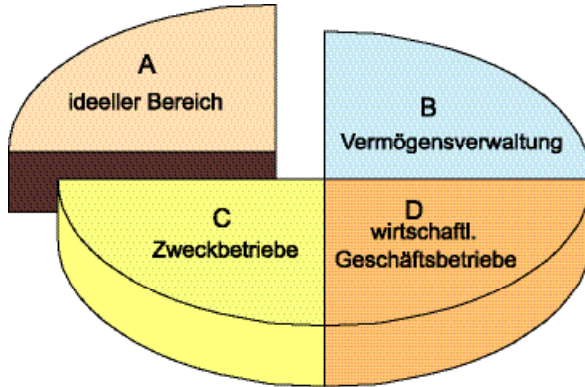 A
ideeller Bereich
B
Vermögensverwaltung
C
Zweckbetriebe
D
wirtschaftl.
Geschäftsbetriebe